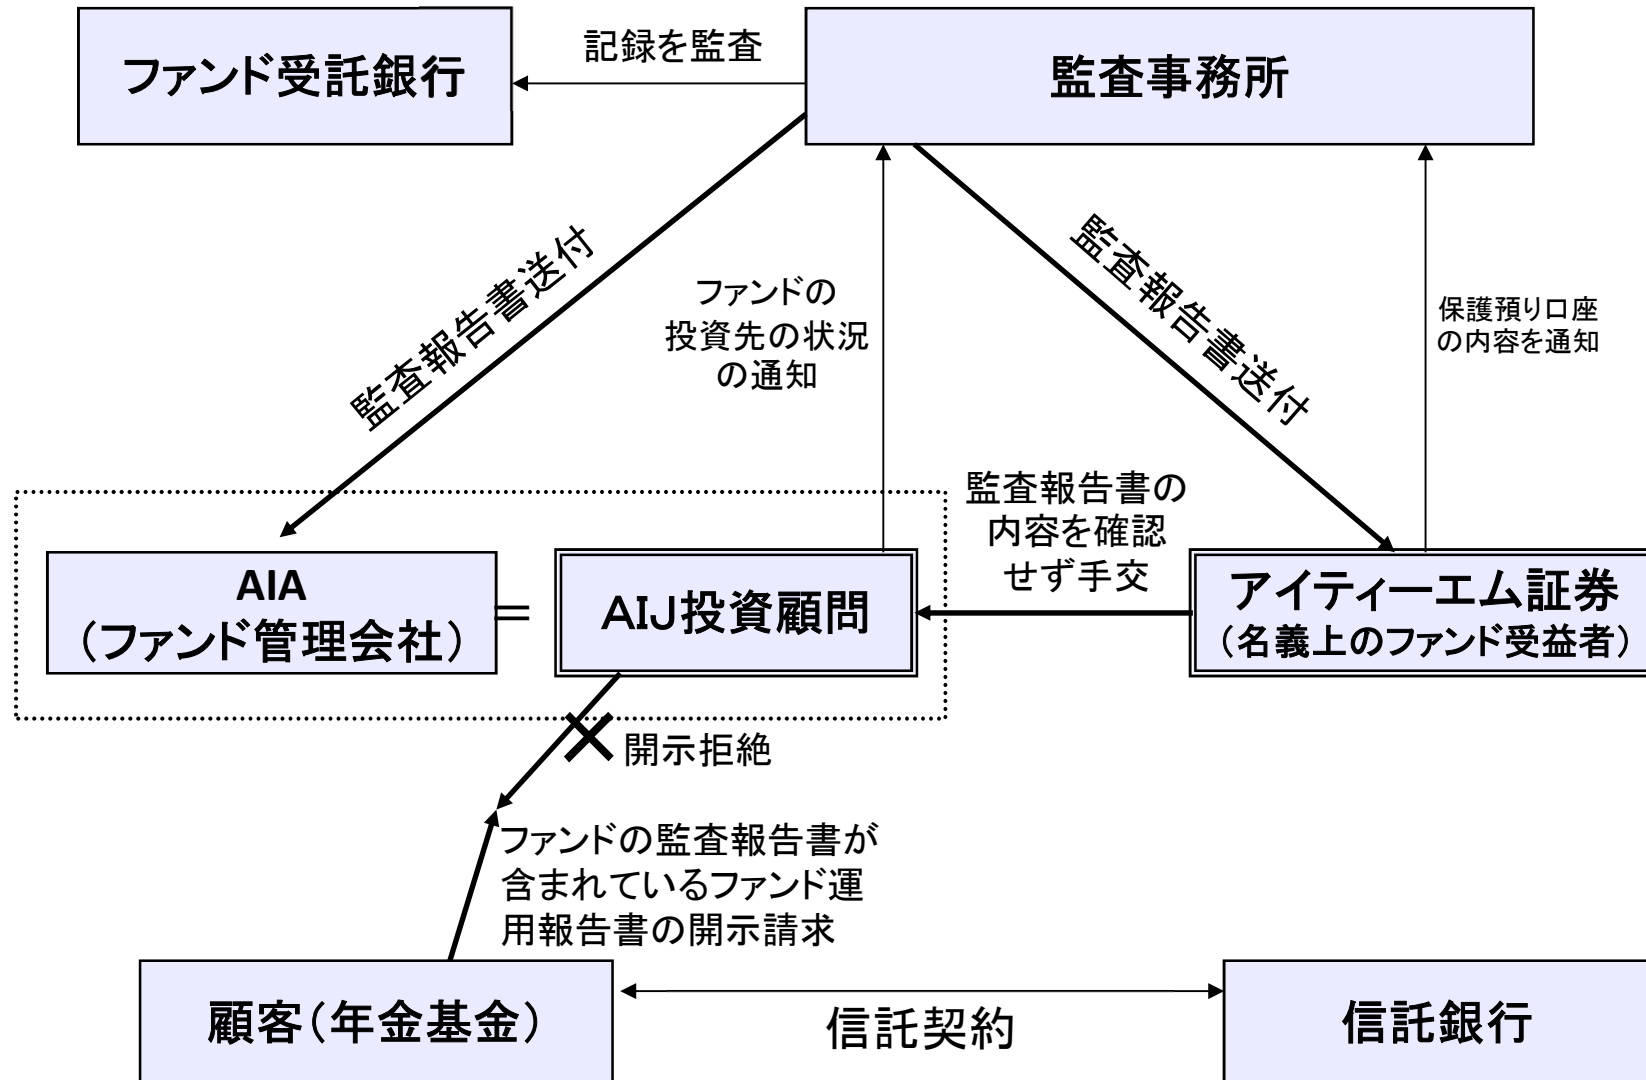 ファンド受託銀行
記録を監査
監査事務所
監査報告書送付
ファンドの
投資先の状況
の通知
監査報告書送付
保護預り口座
の内容を通知
監査報告書の
内容を確認
せず手交
AIA
（ファンド管理会社）
＝
ＡＩＪ投資顧問
アイティーエム証券
（名義上のファンド受益者）
開示拒絶
ファンドの監査報告書が
含まれているファンド運
用報告書の開示請求
顧客（年金基金）
信託契約
信託銀行